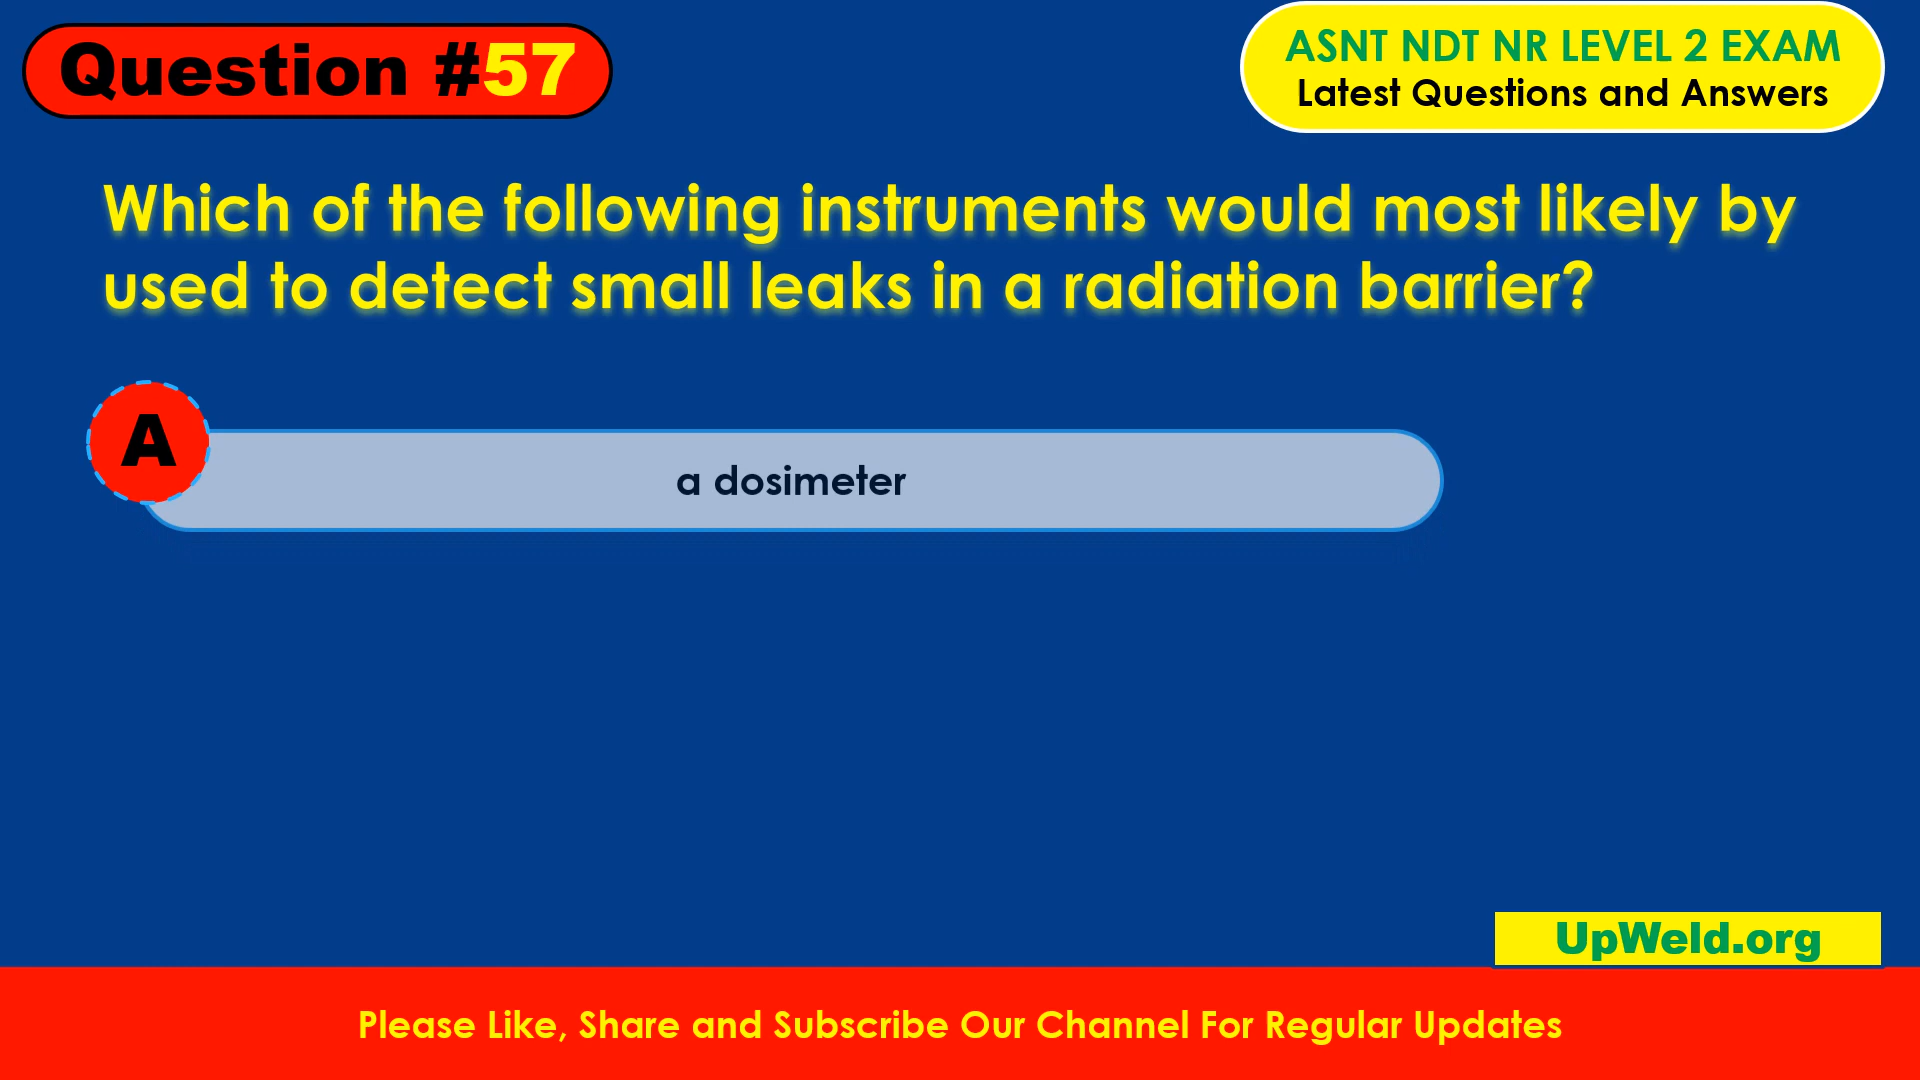 Question #57
ASNT NDT NR LEVEL 2 EXAM
Latest Questions and Answers
Which of the following instruments would most likely by
used to detect small leaks in a radiation barrier?
A
a dosimeter
UpWeld.org
Please Like, Share and Subscribe Our Channel For Regular Updates